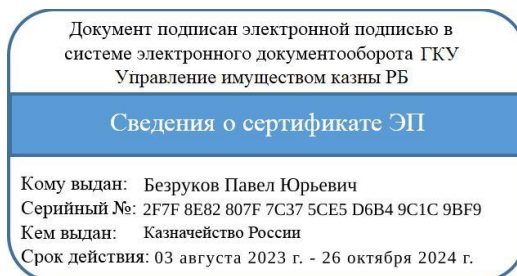 Документ подписан электронной подписью в
системе электронного документооборота ГКУ
Управление имуществом казны РБ
Сведения о сертификате ЭП
Кому выдан: Безруков Павел Юрьевич
Серийный №: 2F7F 8E82 807F 7C37 5CE5 D6B4 9C1C 9BF9
Кем выдан: Казначейство России
Срок действия: 03 августа 2023 г. - 26 октября 2024 г.